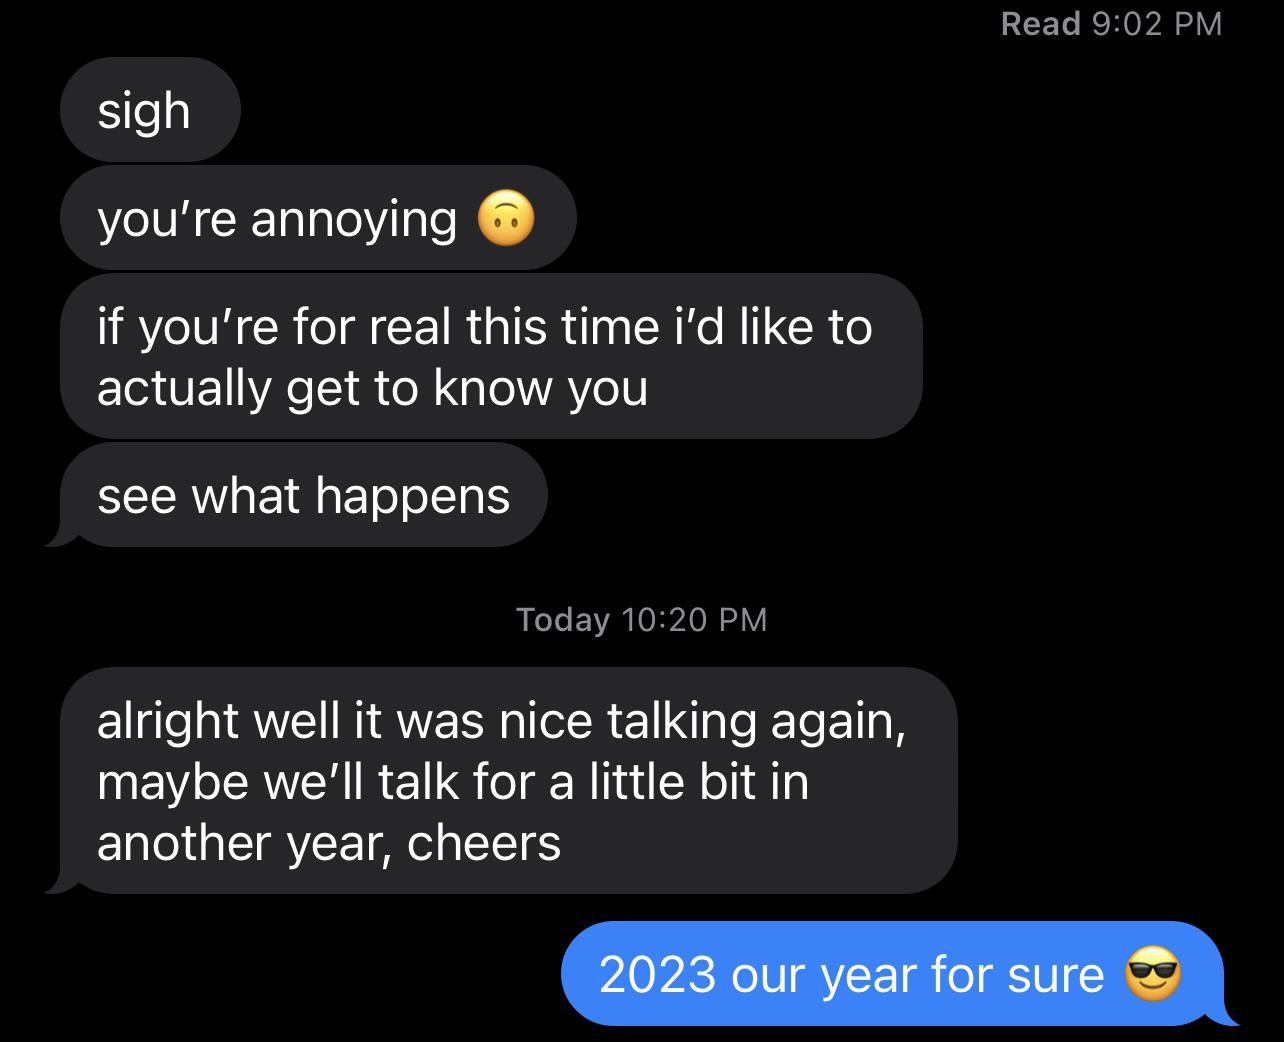 Read 9:02 PM
sigh
you’re annoying 🙃
if you’re for real this time i’d like to
actually get to know you
see what happens
Today 10:20 PM
alright well it was nice talking again,
maybe we’ll talk for a little bit in
another year, cheers
2023 our year for sure 😎